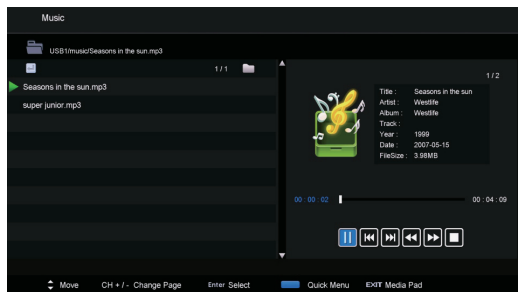 Music
USB1/music/Seasons in the sun.mp3
1/1
1/2
Seasons in the sun.mp3
super junior.mp3
Title : Seasons in the sun
Artist : Westlife
Album : Westlife
Track :
Year : 1999
Date : 2007-05-15
FileSize : 3.98MB
00 : 00 : 02 00 : 04 : 09
Move CH + / - Change Page Enter Select Quick Menu EXIT Media Pad